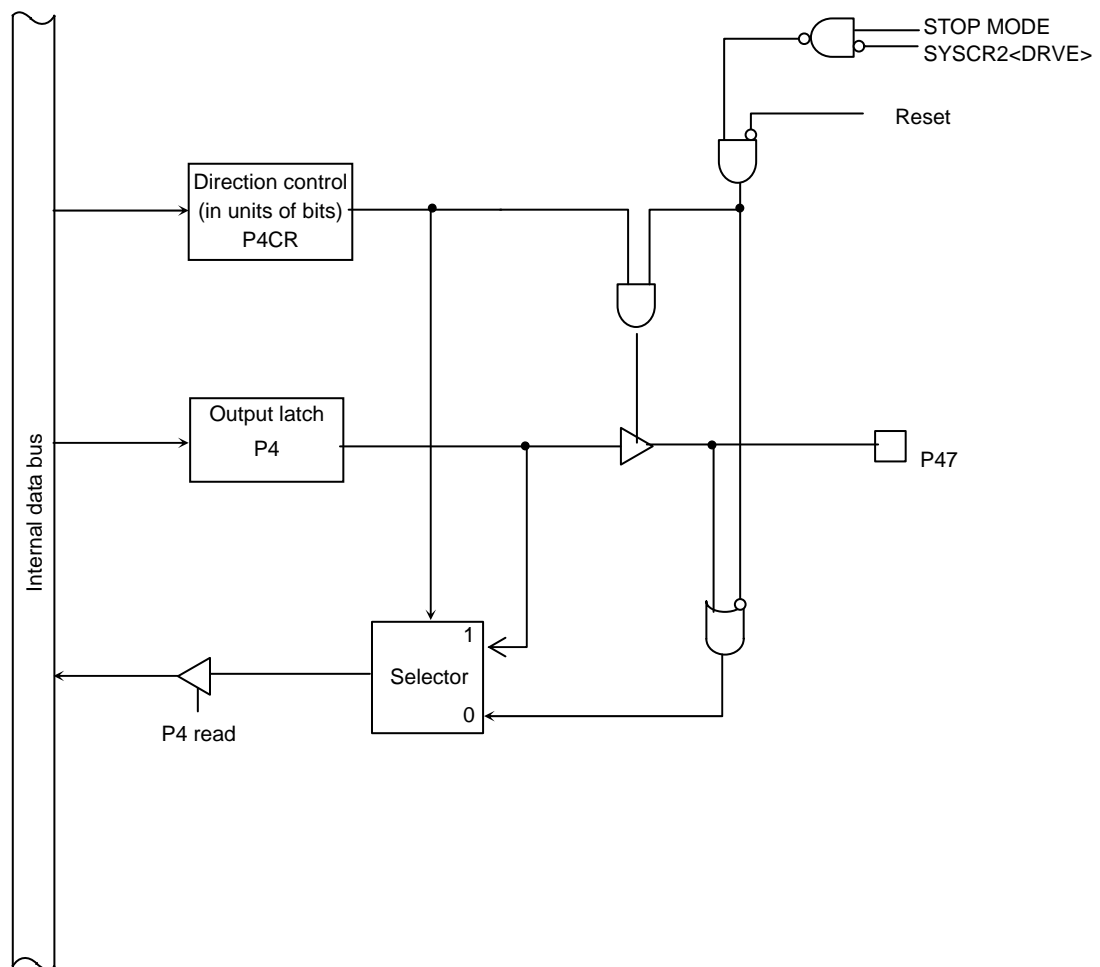 STOP MODE
SYSCR2<DRVE>
Reset
Direction control
(in units of bits)
P4CR
Output latch
P4
P47
Internal data bus
1
Selector
0
P4 read